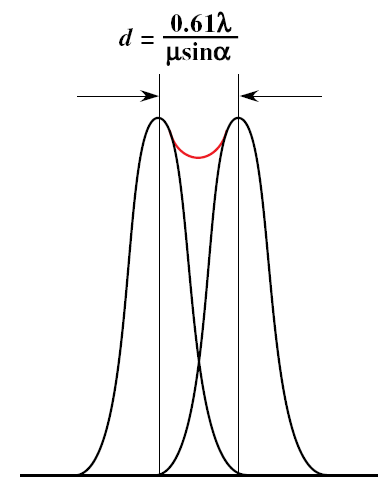 d = 0.61λ
μsinα